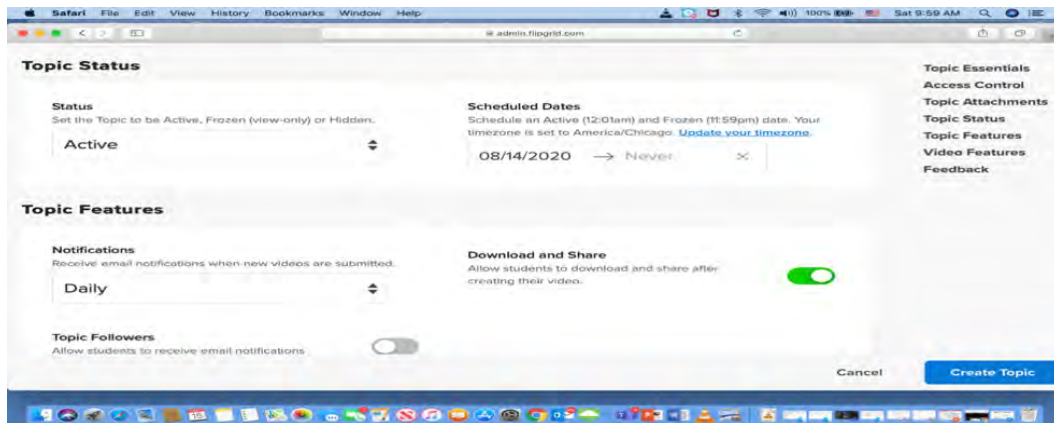 Safari File Edit View History Bookmarks Window Help 100% Sat 9:59 AM
admin.flipgrid.com
Topic Status
Status
Set the Topic to be Active, Frozen (view-only) or Hidden.
Active
Scheduled Dates
Schedule an Active (12:01am) and Frozen (11:59pm) date. Your
timezone is set to America/Chicago. Update your timezone.
08/14/2020 → Never ×
Topic Features
Notifications
Receive email notifications when new videos are submitted.
Daily
Download and Share
Allow students to download and share after
creating their video.
Topic Followers
Allow students to receive email notifications
Topic Essentials
Access Control
Topic Attachments
Topic Status
Topic Features
Video Features
Feedback
Cancel
Create Topic
15